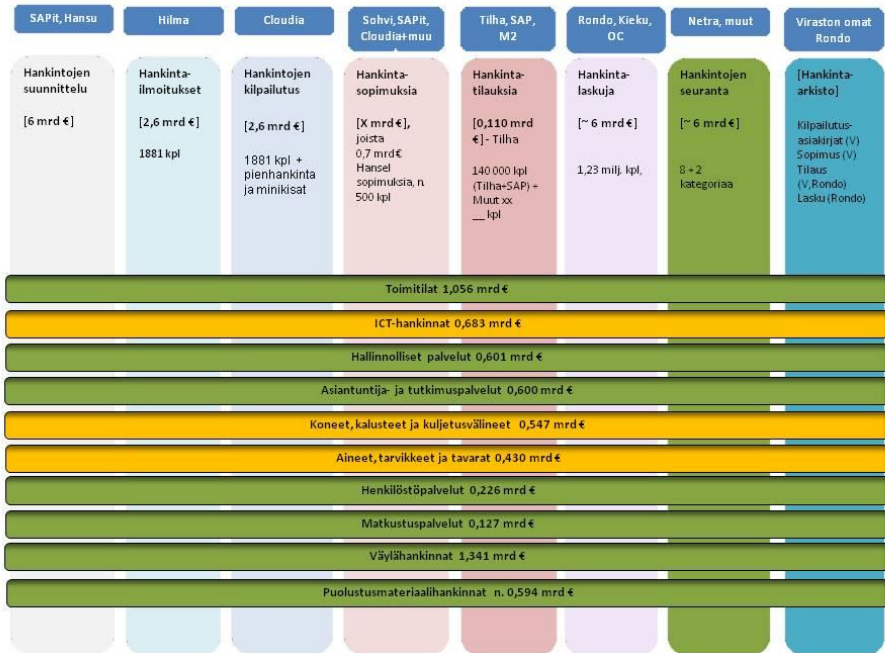 SAPit, Hansu
Hilma
Cloudia
Sohvi, SAPit,
Cloudia+muu
Tilha, SAP,
M2
Rondo, Kieku,
OC
Netra, muut
Viraston omat
Rondo
Hankintojen
suunnittelu
[6 mrd €]
Hankinta-
ilmoitukset
[2,6 mrd €]
1881 kpl
Hankintojen
kilpailutus
[2,6 mrd €]
1881 kpl +
pienhankinta
ja minikisat
Hankinta-
sopimuksia
[X mrd €],
joista
0,7 mrd€
Hansel
sopimuksia, n.
500 kpl
Hankinta-
tilauksia
[0,110 mrd
€] - Tilha
140 000 kpl
(Tilha+SAP) +
Muut xx
__ kpl
Hankinta-
laskuja
[~ 6 mrd €]
1,23 milj. kpl,
Hankintojen
seuranta
[~ 6 mrd €]
8 + 2
kategoriaa
[Hankinta-
arkisto]
Kilpailutus-
asiakirjat (V)
Sopimus (V)
Tilaus
(V,Rondo)
Lasku (Rondo)
Toimitilat 1,056 mrd €
ICT-hankinnat 0,683 mrd €
Hallinnolliset palvelut 0,601 mrd €
Asiantuntija- ja tutkimuspalvelut 0,600 mrd €
Koneet, kalusteet ja kuljetusvälineet 0,547 mrd €
Aineet, tarvikkeet ja tavarat 0,430 mrd €
Henkilöstöpalvelut 0,226 mrd €
Matkustuspalvelut 0,127 mrd €
Väylähankinnat 1,341 mrd €
Puolustusmateriaalihankinnat n. 0,594 mrd €